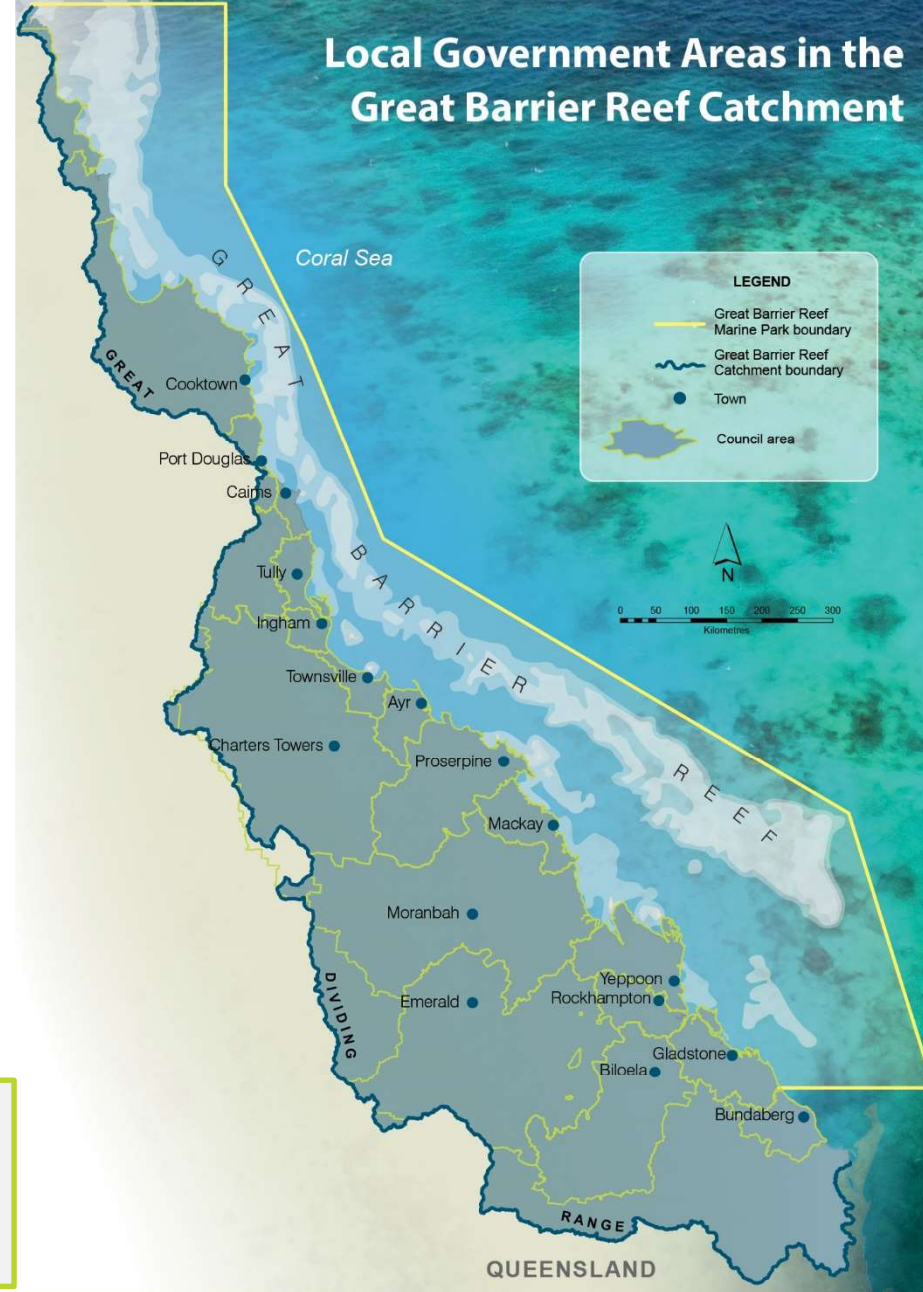 Local Government Areas in the
Great Barrier Reef Catchment
Coral Sea
LEGEND
Great Barrier Reef
Marine Park boundary
Great Barrier Reef
Catchment boundary
Town
Council area
N
0 50 100 150 200 250 300
Kilometres
GREAT
BARRIER
REEF
GREAT
DIVIDING
RANGE
Cooktown
Port Douglas
Cairns
Tully
Ingham
Townsville
Ayr
Charters Towers
Proserpine
Mackay
Moranbah
Yeppoon
Emerald
Rockhampton
Gladstone
Biloela
Bundaberg
QUEENSLAND